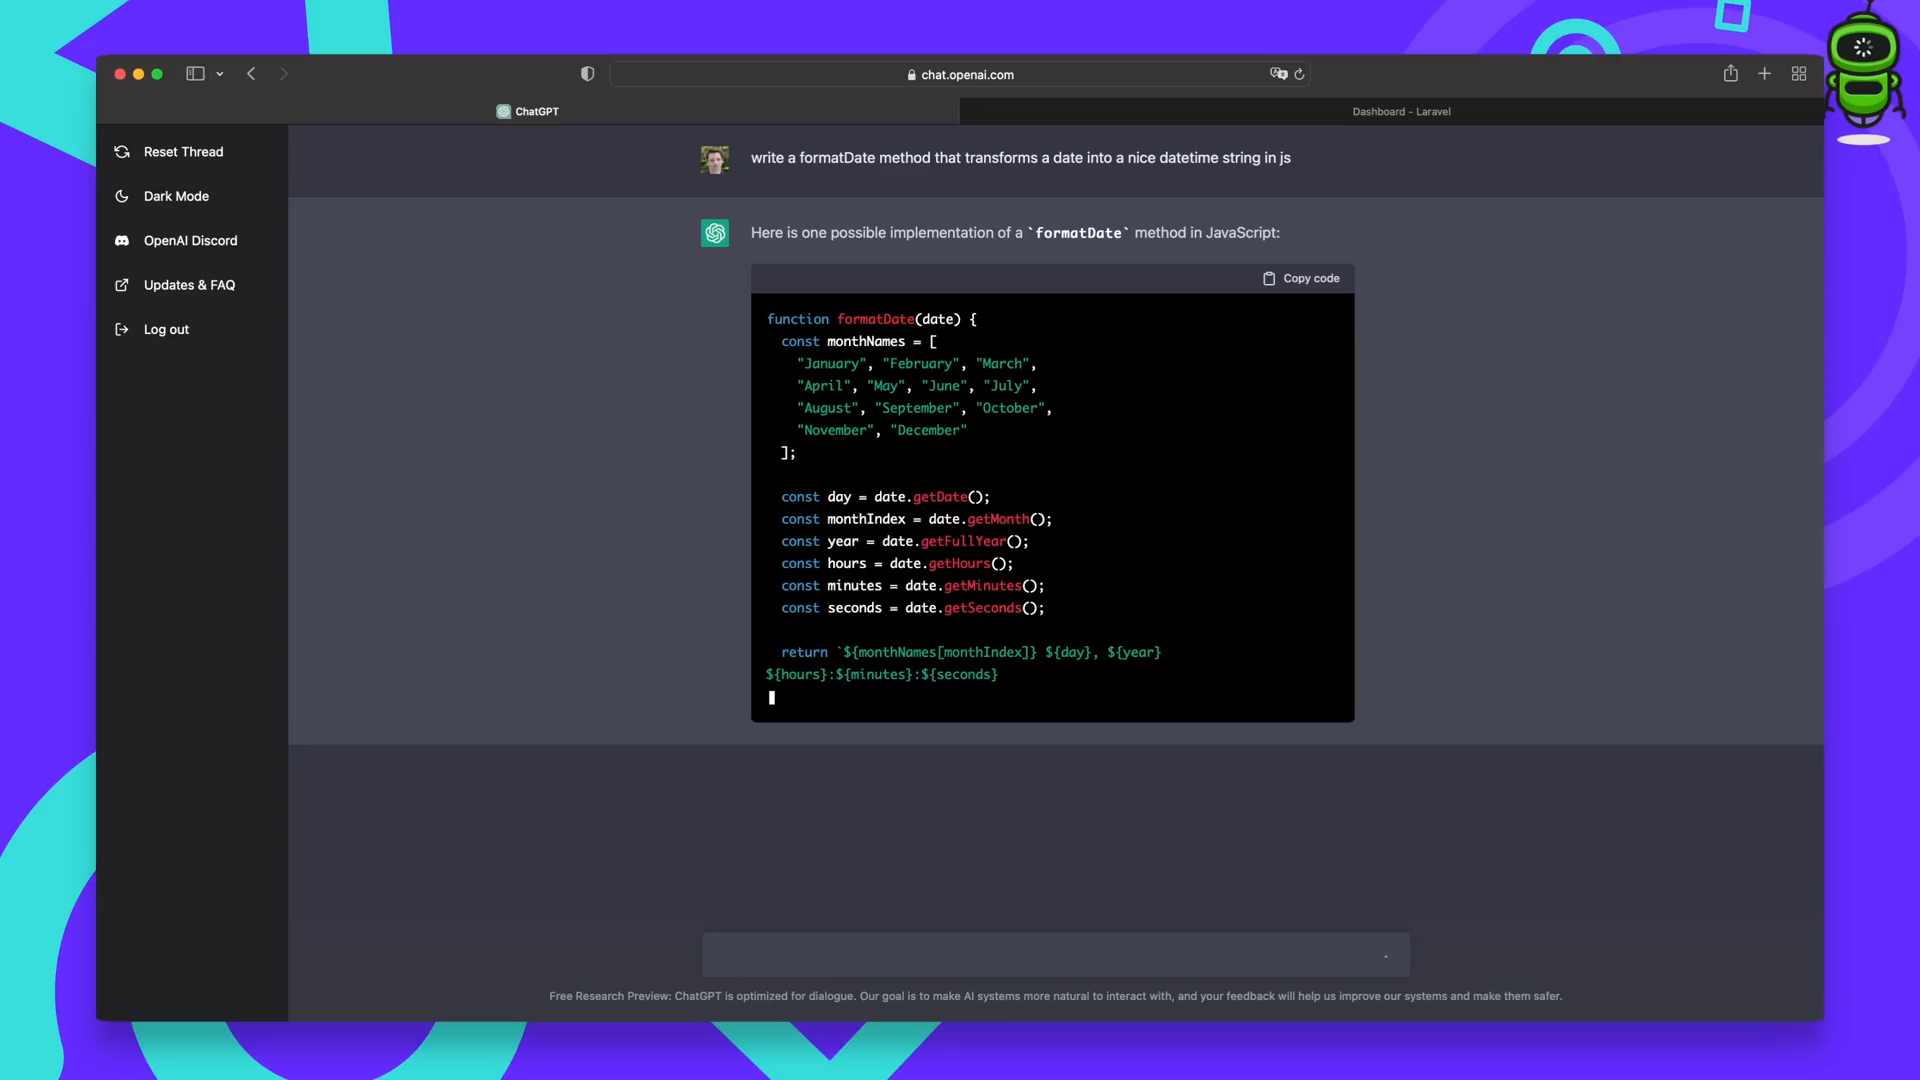 chat.openai.com
ChatGPT
Dashboard - Laravel
Reset Thread
Dark Mode
OpenAI Discord
Updates & FAQ
Log out
write a formatDate method that transforms a date into a nice datetime string in js
Here is one possible implementation of a `formatDate` method in JavaScript:
Copy code
function formatDate(date) {
  const monthNames = [
    "January", "February", "March",
    "April", "May", "June", "July",
    "August", "September", "October",
    "November", "December"
  ];
  const day = date.getDate();
  const monthIndex = date.getMonth();
  const year = date.getFullYear();
  const hours = date.getHours();
  const minutes = date.getMinutes();
  const seconds = date.getSeconds();
  return `${monthNames[monthIndex]} ${day}, ${year}
${hours}:${minutes}:${seconds}
Free Research Preview: ChatGPT is optimized for dialogue. Our goal is to make AI systems more natural to interact with, and your feedback will help us improve our systems and make them safer.